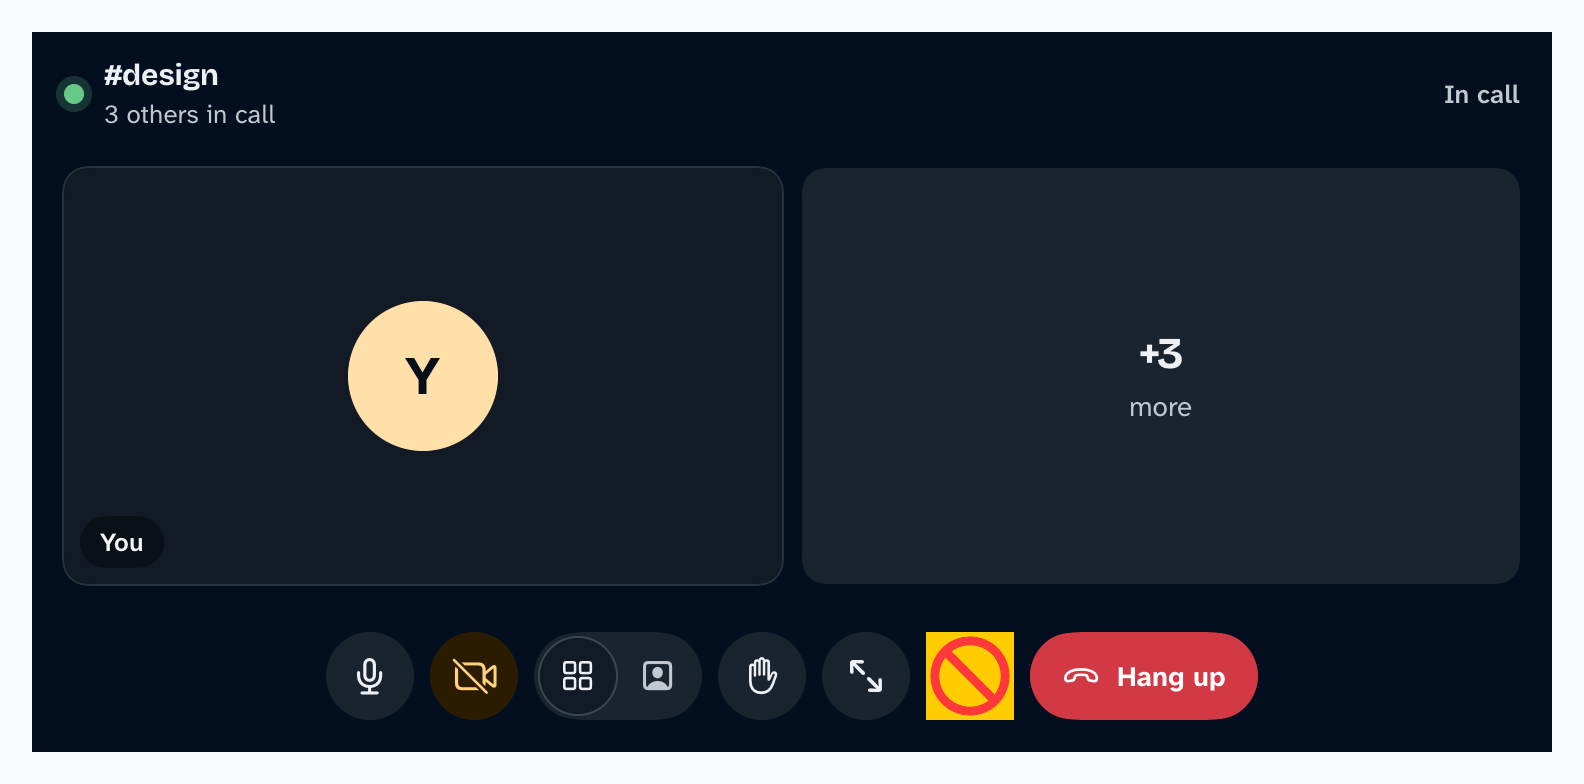 #design
3 others in call
In call
Y
You
+3
more
Hang up